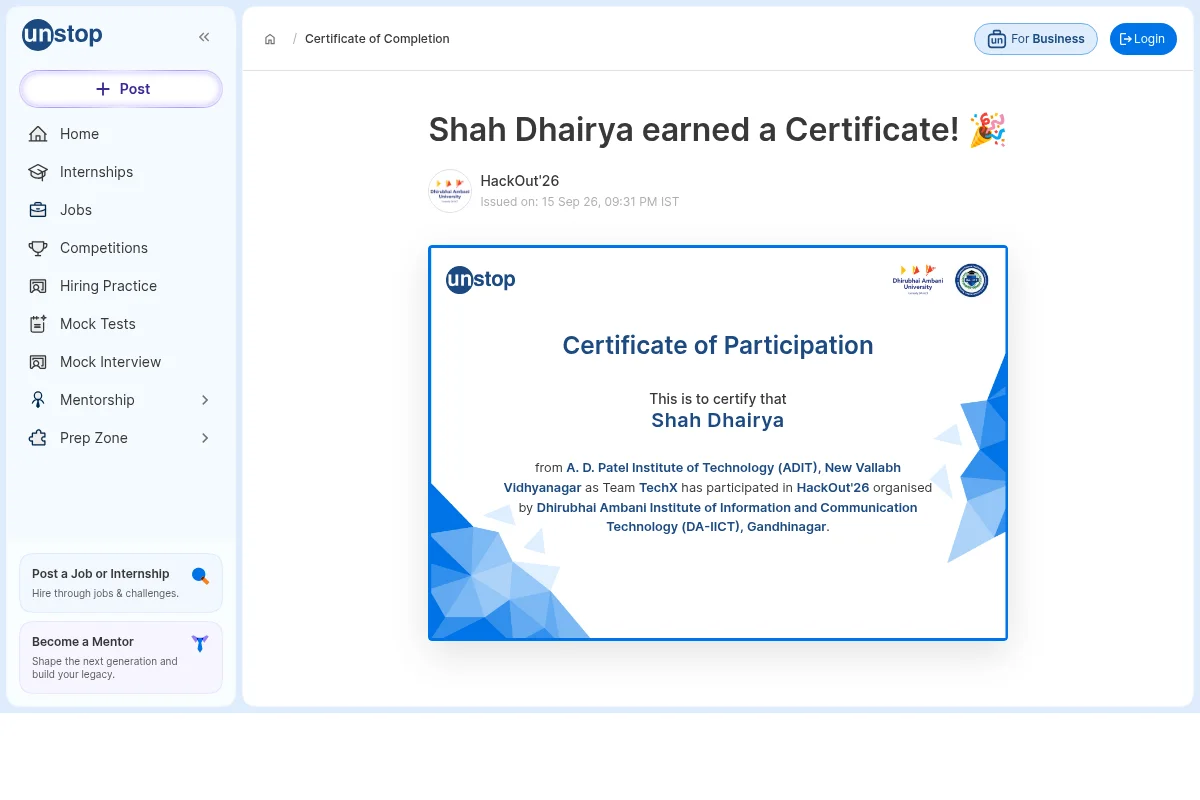 unstop
Post
Home
Internships
Jobs
Competitions
Hiring Practice
Mock Tests
Mock Interview
Mentorship
Prep Zone
Post a Job or Internship
Hire through jobs & challenges.
Become a Mentor
Shape the next generation and
build your legacy.
/ Certificate of Completion
For Business
Login
Shah Dhairya earned a Certificate! 🎉
Dhirubhai Ambani
University
HackOut'26
Issued on: 15 Sep 26, 09:31 PM IST
unstop
Dhirubhai Ambani
University
Certificate of Participation
This is to certify that
Shah Dhairya
from A. D. Patel Institute of Technology (ADIT), New Vallabh
Vidhyanagar as Team TechX has participated in HackOut'26 organised
by Dhirubhai Ambani Institute of Information and Communication
Technology (DA-IICT), Gandhinagar.